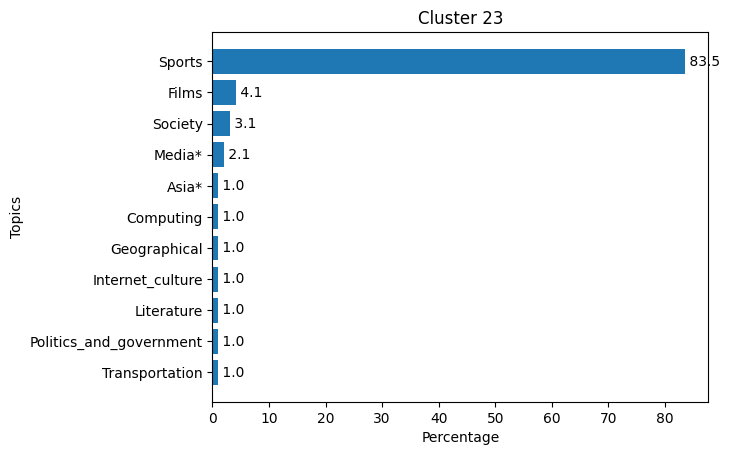 Cluster 23
Topics
Sports 83.5
Films 4.1
Society 3.1
Media* 2.1
Asia* 1.0
Computing 1.0
Geographical 1.0
Internet_culture 1.0
Literature 1.0
Politics_and_government 1.0
Transportation 1.0
0 10 20 30 40 50 60 70 80
Percentage